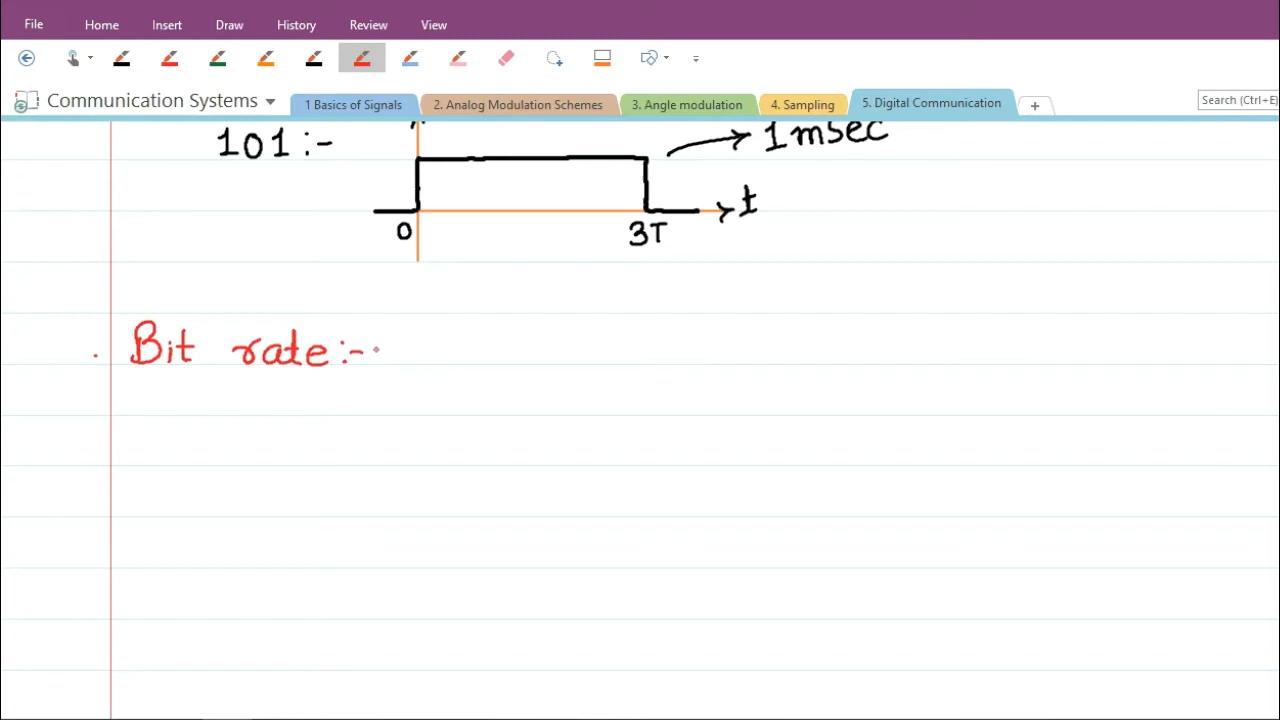 File Home Insert Draw History Review View
Communication Systems 1 Basics of Signals 2. Analog Modulation Schemes 3. Angle modulation 4. Sampling 5. Digital Communication + Search (Ctrl+E)
101:- 1msec
t
0 3T
Bit rate:-